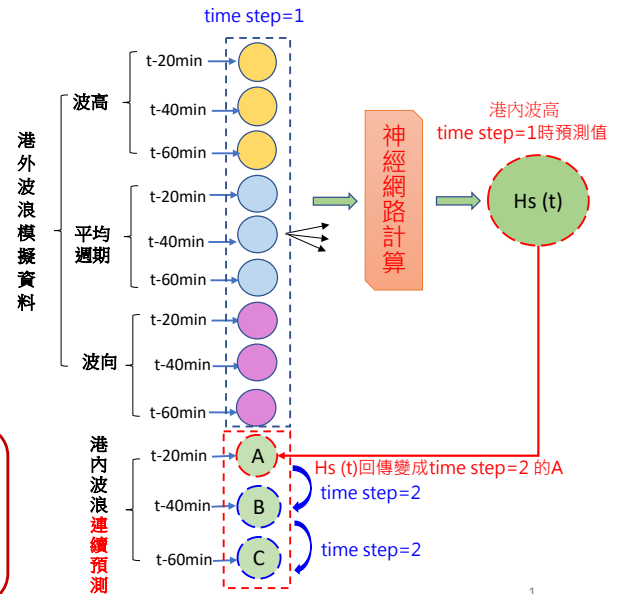 time step=1
港外波浪模擬資料
波高
t-20min
t-40min
t-60min
平均
週期
t-20min
t-40min
t-60min
波向
t-20min
t-40min
t-60min
神經網路計算
港內波高
time step=1時預測值
Hs (t)
港內波浪連續預測
t-20min
A
Hs (t)回傳變成time step=2 的A
time step=2
t-40min
B
time step=2
t-60min
C
1